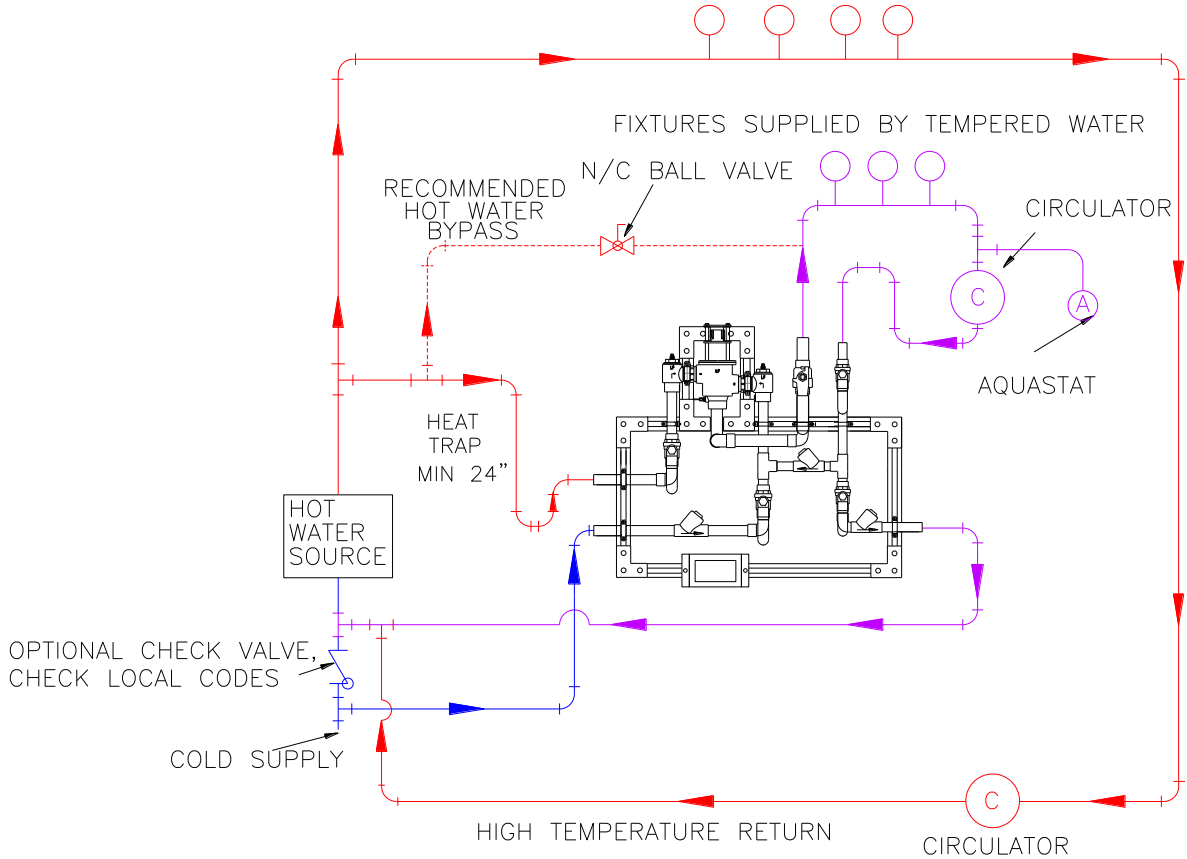 FIXTURES SUPPLIED BY TEMPERED WATER
N/C BALL VALVE
RECOMMENDED
HOT WATER
BYPASS
CIRCULATOR
C
A
AQUASTAT
HEAT
TRAP
MIN 24"
HOT
WATER
SOURCE
OPTIONAL CHECK VALVE,
CHECK LOCAL CODES
COLD SUPPLY
C
HIGH TEMPERATURE RETURN
CIRCULATOR